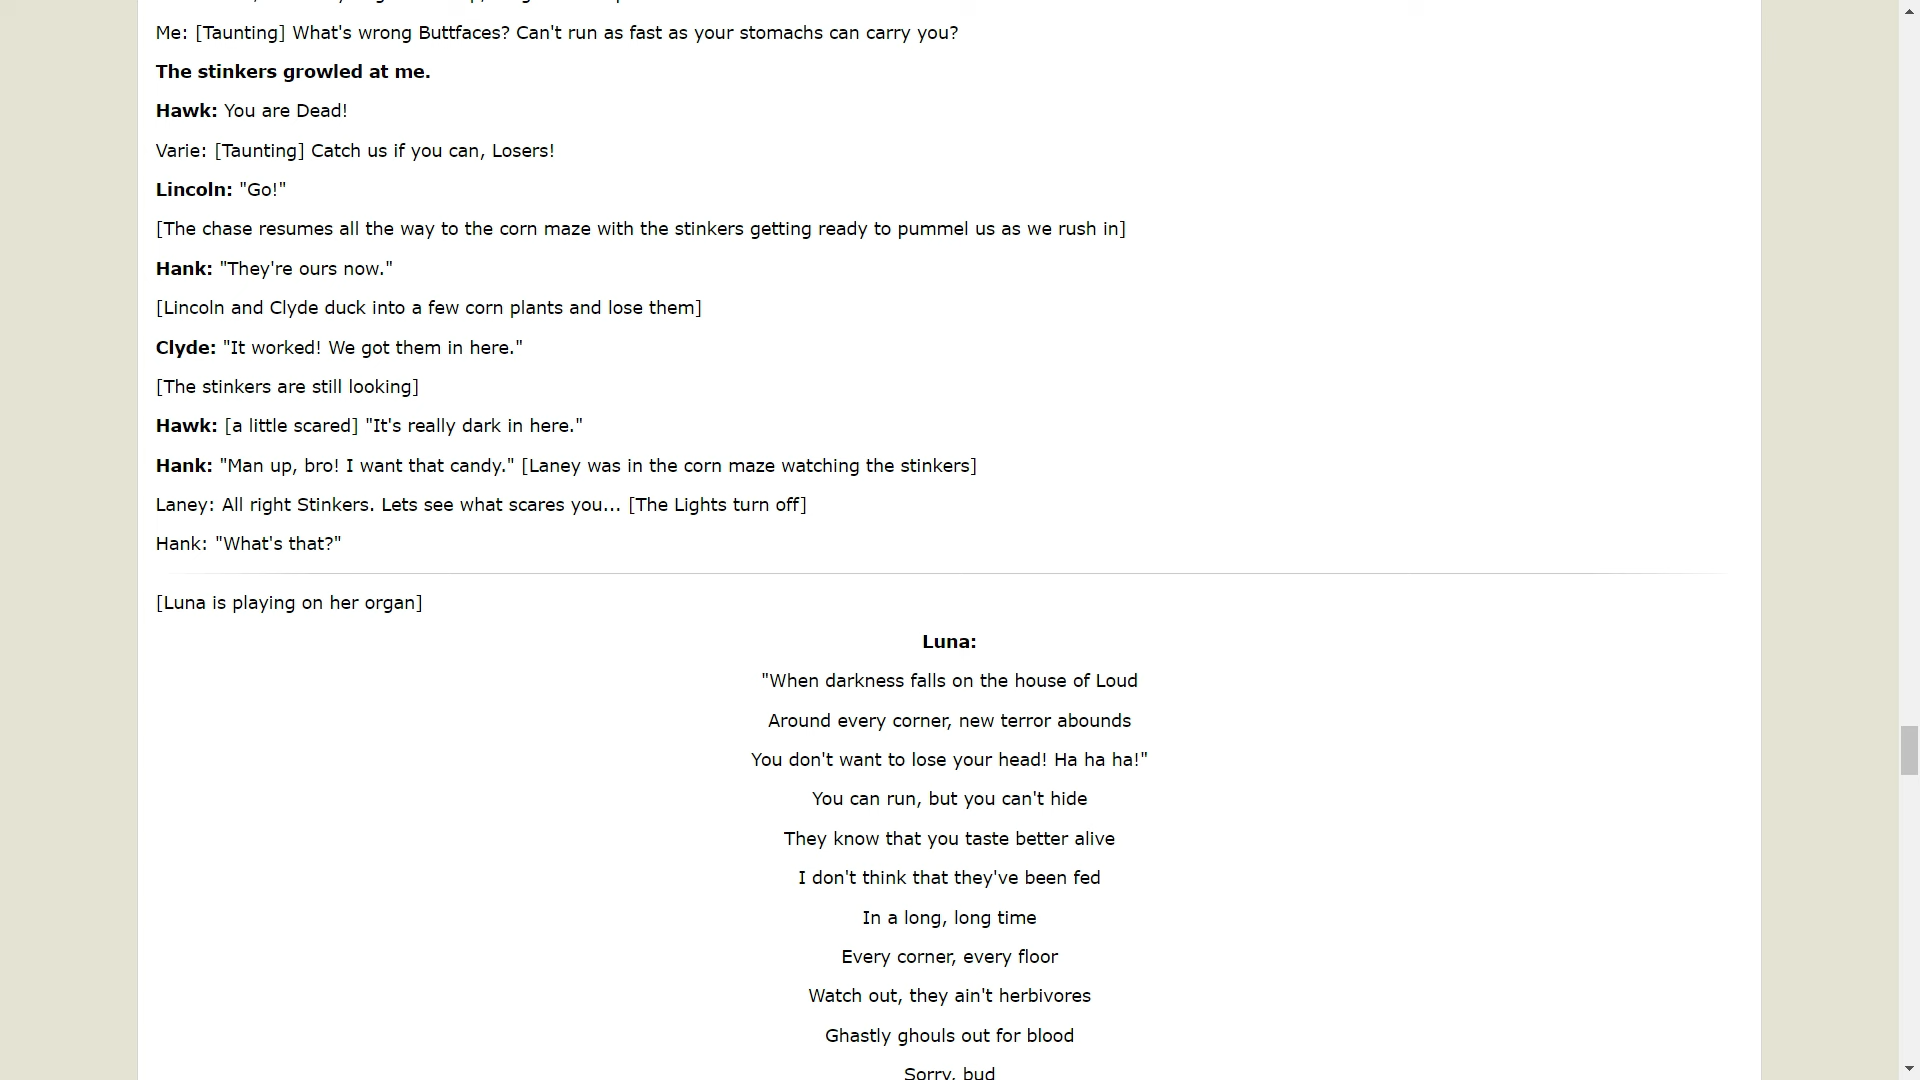 Me: [Taunting] What's wrong Buttfaces? Can't run as fast as your stomachs can carry you?
The stinkers growled at me.
Hawk: You are Dead!
Varie: [Taunting] Catch us if you can, Losers!
Lincoln: "Go!"
[The chase resumes all the way to the corn maze with the stinkers getting ready to pummel us as we rush in]
Hank: "They're ours now."
[Lincoln and Clyde duck into a few corn plants and lose them]
Clyde: "It worked! We got them in here."
[The stinkers are still looking]
Hawk: [a little scared] "It's really dark in here."
Hank: "Man up, bro! I want that candy." [Laney was in the corn maze watching the stinkers]
Laney: All right Stinkers. Lets see what scares you... [The Lights turn off]
Hank: "What's that?"
[Luna is playing on her organ]
Luna:
"When darkness falls on the house of Loud
Around every corner, new terror abounds
You don't want to lose your head! Ha ha ha!"
You can run, but you can't hide
They know that you taste better alive
I don't think that they've been fed
In a long, long time
Every corner, every floor
Watch out, they ain't herbivores
Ghastly ghouls out for blood
Sorry, bud